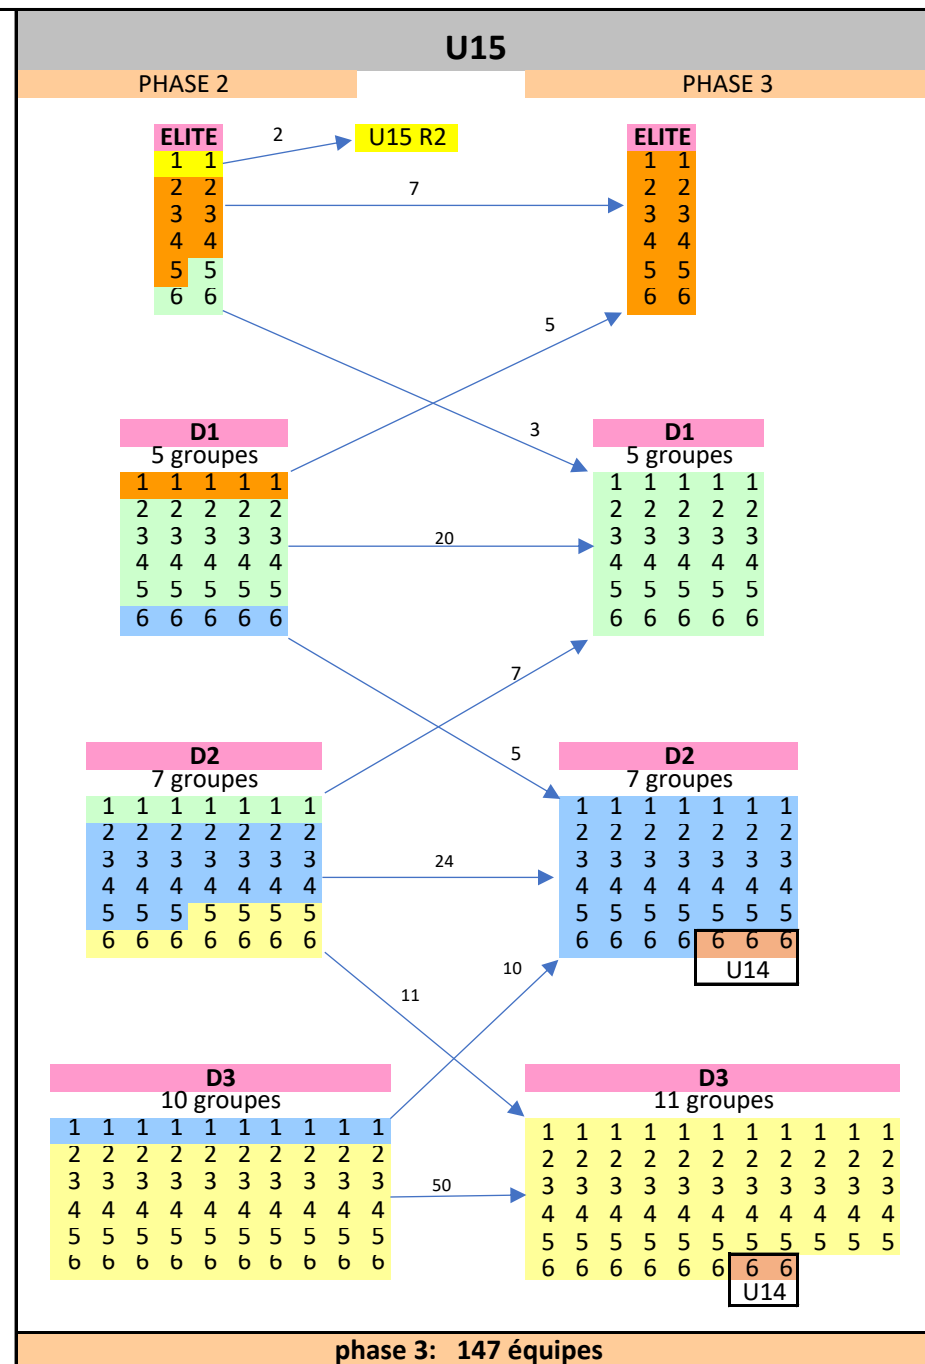 U15
PHASE 2 PHASE 3
ELITE 2 U15 R2 ELITE
1 1 1 1
2 2 7 2 2
3 3 3 3
4 4 4 4
5 5 5 5
6 6 6 6
5
3
D1 D1
5 groupes 5 groupes
1 1 1 1 1 1 1 1 1 1
2 2 2 2 2 2 2 2 2 2
3 3 3 3 3 20 3 3 3 3 3
4 4 4 4 4 4 4 4 4 4
5 5 5 5 5 5 5 5 5 5
6 6 6 6 6 6 6 6 6 6
7
D2 5 D2
7 groupes 7 groupes
1 1 1 1 1 1 1 1 1 1 1 1 1 1
2 2 2 2 2 2 2 2 2 2 2 2 2 2
3 3 3 3 3 3 3 24 3 3 3 3 3 3 3
4 4 4 4 4 4 4 4 4 4 4 4 4 4
5 5 5 5 5 5 5 5 5 5 5 5 5 5
6 6 6 6 6 6 6 6 6 6 6 6 6 6
10 U14
11
D3 D3
10 groupes 11 groupes
1 1 1 1 1 1 1 1 1 1 1 1 1 1 1 1 1 1 1 1 1
2 2 2 2 2 2 2 2 2 2 2 2 2 2 2 2 2 2 2 2 2
3 3 3 3 3 3 3 3 3 3 50 3 3 3 3 3 3 3 3 3 3 3
4 4 4 4 4 4 4 4 4 4 4 4 4 4 4 4 4 4 4 4 4
5 5 5 5 5 5 5 5 5 5 5 5 5 5 5 5 5 5 5 5 5
6 6 6 6 6 6 6 6 6 6 6 6 6 6 6 6 6 6
U14
phase 3: 147 équipes